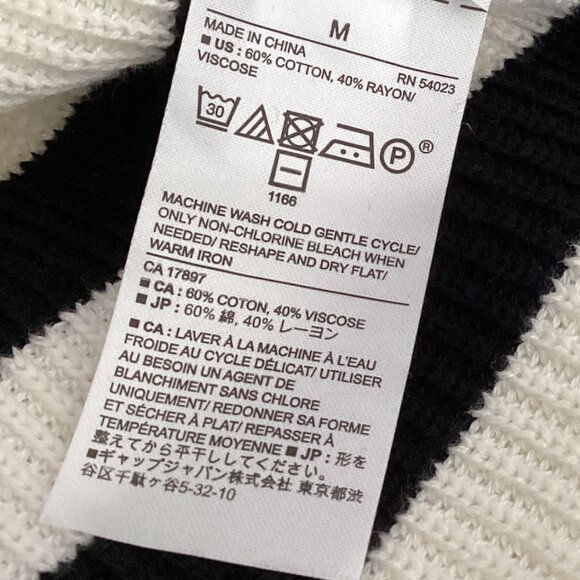 M
MADE IN CHINA
RN 54023
■ US : 60% COTTON, 40% RAYON/
VISCOSE
30
P
®
1166
MACHINE WASH COLD GENTLE CYCLE/
ONLY NON-CHLORINE BLEACH WHEN
NEEDED/ RESHAPE AND DRY FLAT/
WARM IRON
CA 17897
■ CA : 60% COTTON, 40% VISCOSE
■ JP : 60% 綿, 40% レーヨン
■ CA : LAVER À LA MACHINE À L'EAU
FROIDE AU CYCLE DÉLICAT/ UTILISER
AU BESOIN UN AGENT DE
BLANCHIMENT SANS CHLORE
UNIQUEMENT/ REDONNER SA FORME
ET SÉCHER À PLAT/ REPASSER À
TEMPÉRATURE MOYENNE ■ JP : 形を
整えてから平干ししてください。
■ギャップジャパン株式会社 東京都渋
谷区千駄ヶ谷5-32-10